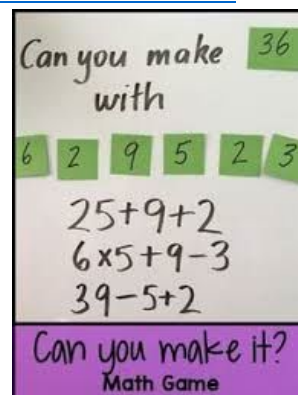 Can you make 36
with
6 2 9 5 2 3
25+9+2
6x5+9-3
39-5+2
Can you make it?
Math Game